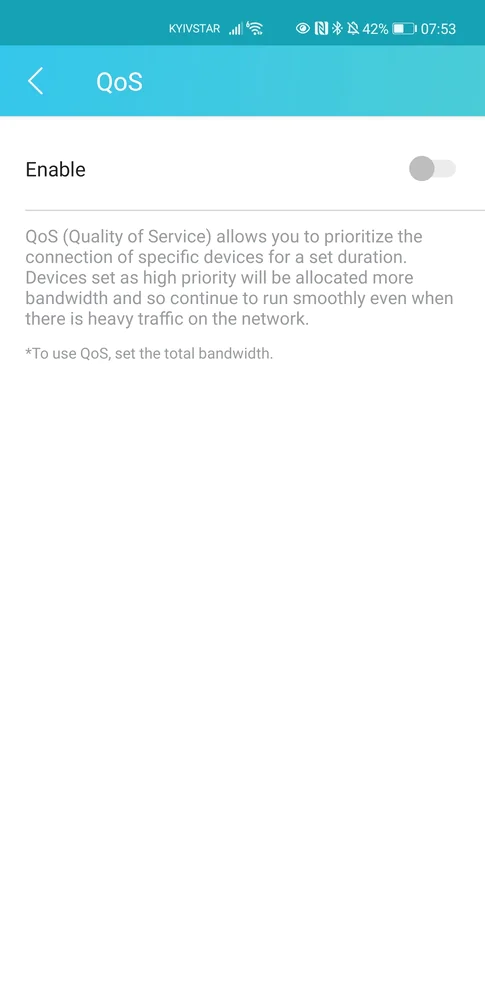 KYIVSTAR 42% 07:53
QoS
Enable
QoS (Quality of Service) allows you to prioritize the
connection of specific devices for a set duration.
Devices set as high priority will be allocated more
bandwidth and so continue to run smoothly even when
there is heavy traffic on the network.
*To use QoS, set the total bandwidth.